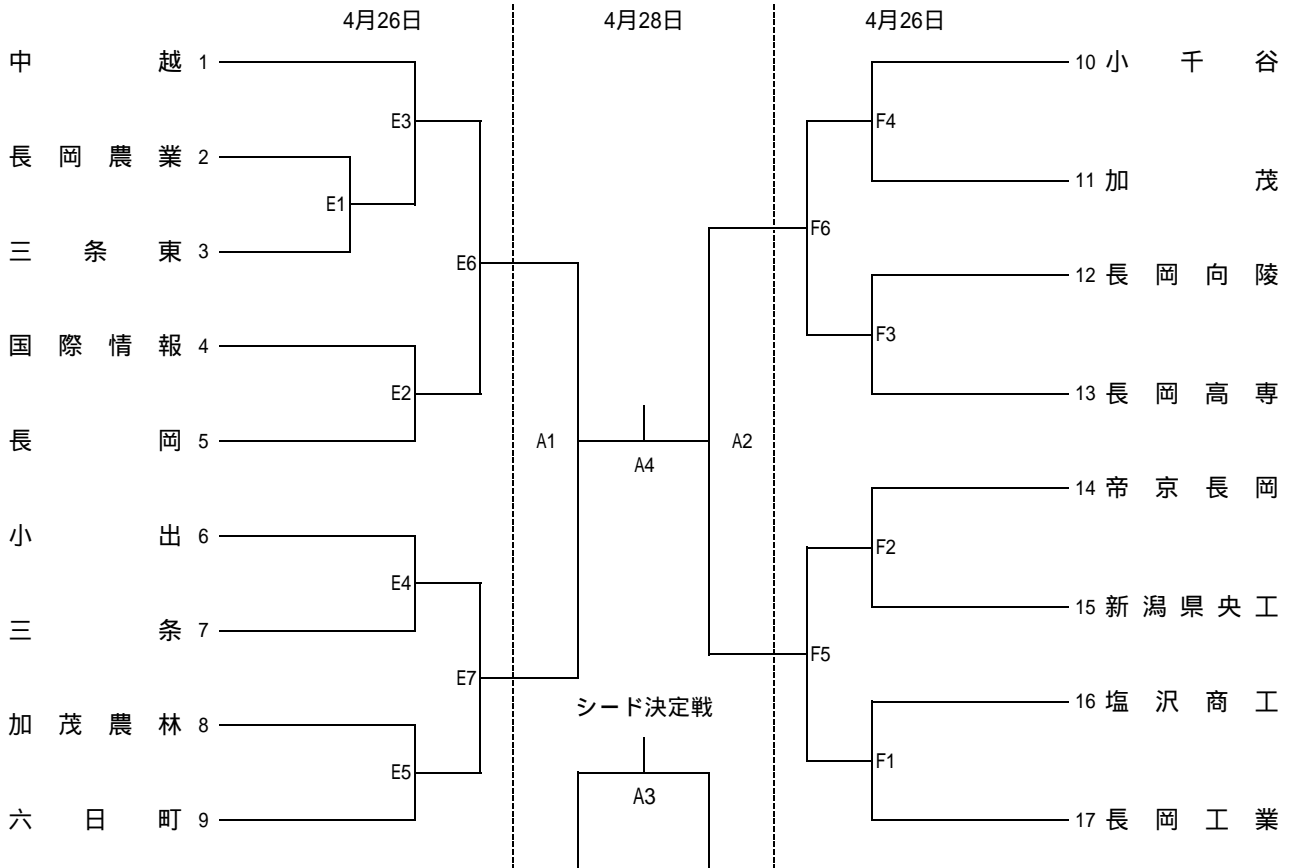 4月26日 4月28日 4月26日
中越 1
長岡農業 2
三条東 3
国際情報 4
長岡 5
小出 6
三条 7
加茂農林 8
六日町 9
E3
E1
E6
E2
E4
E7
E5
A1
A4
A2
シード決定戦
A3
F4
F6
F3
F2
F5
F1
10 小千谷
11 加茂
12 長岡向陵
13 長岡高専
14 帝京長岡
15 新潟県央工
16 塩沢商工
17 長岡工業